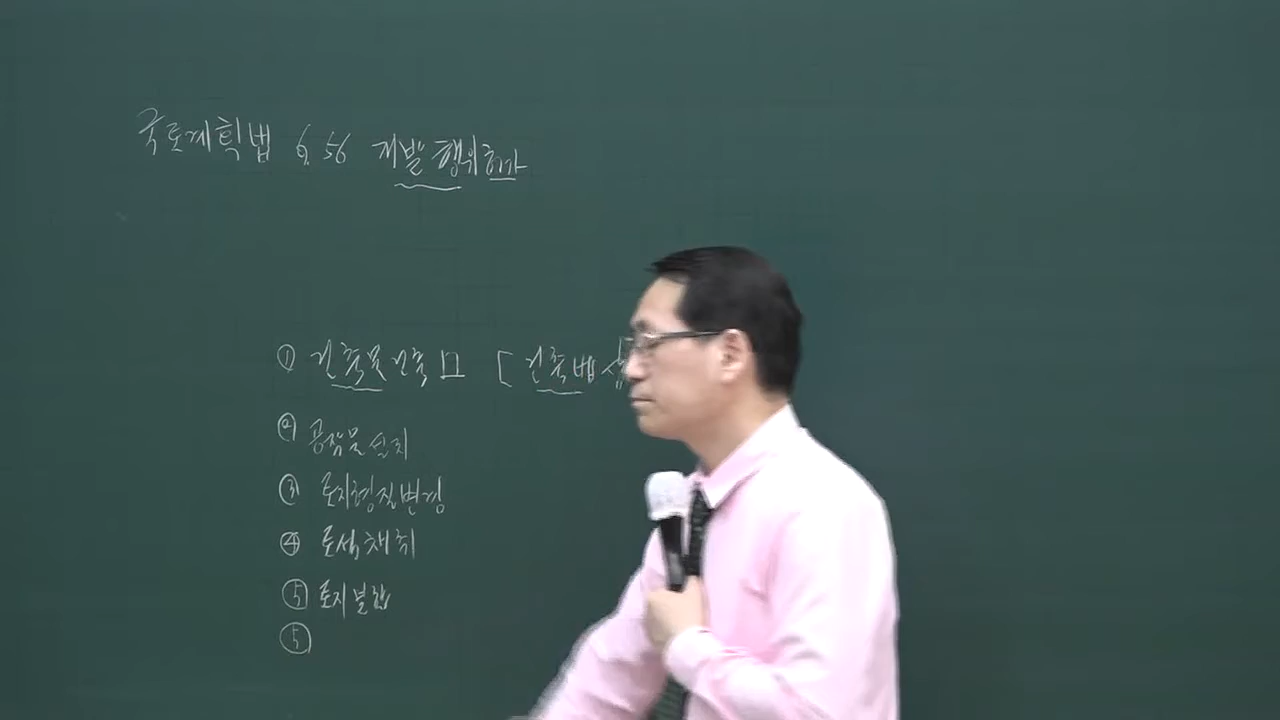 국토계획법 §56 개발행위허가
① 건축물 건축 □ [건축법상
② 공작물 설치
③ 토지형질변경
④ 토석채취
⑤ 토지분할
⑤